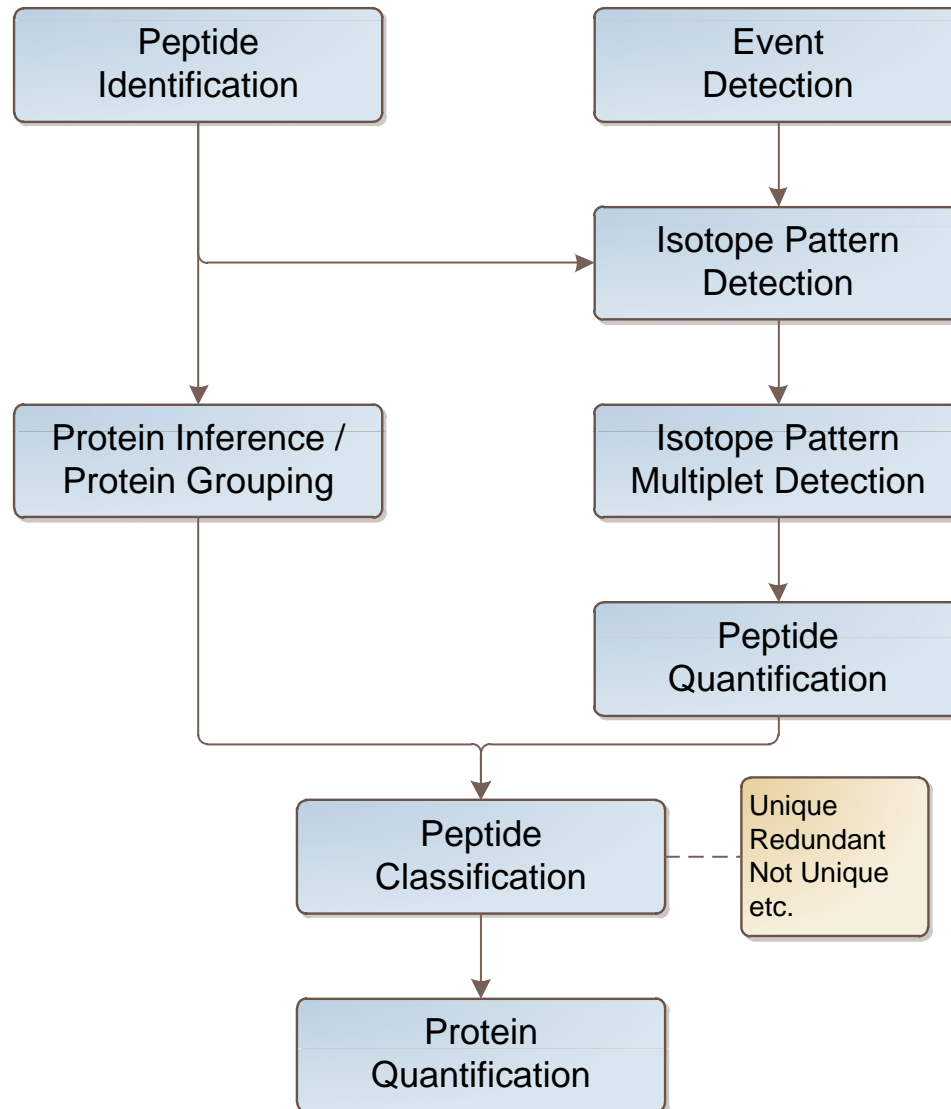 Peptide
Identification
Event
Detection
Isotope Pattern
Detection
Protein Inference /
Protein Grouping
Isotope Pattern
Multiplet Detection
Peptide
Quantification
Peptide
Classification
Unique
Redundant
Not Unique
etc.
Protein
Quantification